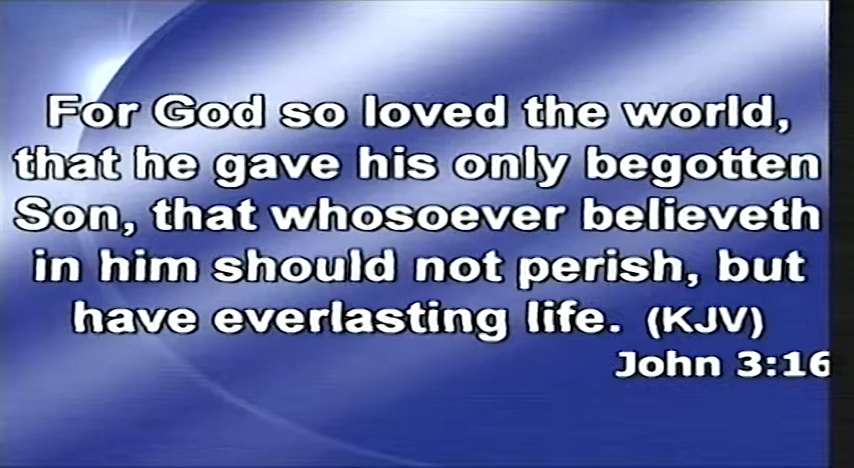 For God so loved the world,
that he gave his only begotten
Son, that whosoever believeth
in him should not perish, but
have everlasting life. (KJV)
John 3:16